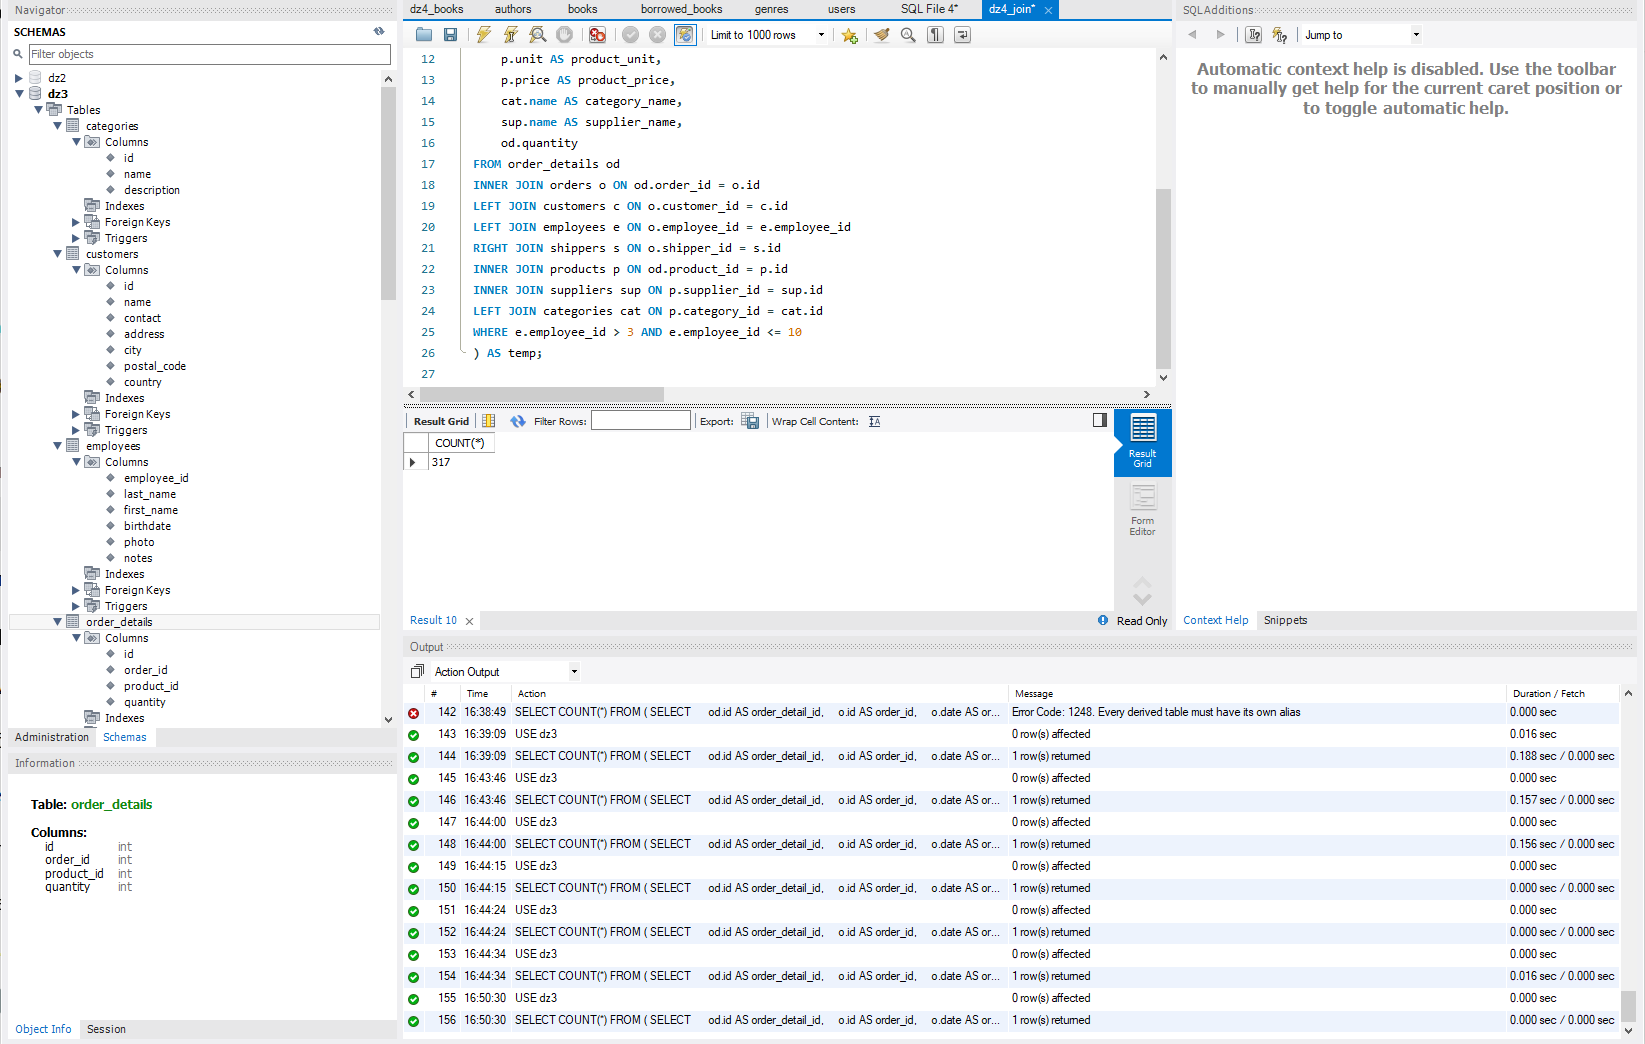 Navigator
SCHEMAS
Filter objects
dz2
dz3
Tables
categories
Columns
id
name
description
Indexes
Foreign Keys
Triggers
customers
Columns
id
name
contact
address
city
postal_code
country
Indexes
Foreign Keys
Triggers
employees
Columns
employee_id
last_name
first_name
birthdate
photo
notes
Indexes
Foreign Keys
Triggers
order_details
Columns
id
order_id
product_id
quantity
Indexes
Administration Schemas
Information
Table: order_details
Columns:
id int
order_id int
product_id int
quantity int
Object Info Session
dz4_books authors books borrowed_books genres users SQL File 4* dz4_join*
Limit to 1000 rows
12 p.unit AS product_unit,
13 p.price AS product_price,
14 cat.name AS category_name,
15 sup.name AS supplier_name,
16 od.quantity
17 FROM order_details od
18 INNER JOIN orders o ON od.order_id = o.id
19 LEFT JOIN customers c ON o.customer_id = c.id
20 LEFT JOIN employees e ON o.employee_id = e.employee_id
21 RIGHT JOIN shippers s ON o.shipper_id = s.id
22 INNER JOIN products p ON od.product_id = p.id
23 INNER JOIN suppliers sup ON p.supplier_id = sup.id
24 LEFT JOIN categories cat ON p.category_id = cat.id
25 WHERE e.employee_id > 3 AND e.employee_id <= 10
26 ) AS temp;
27
Result Grid Filter Rows: Export: Wrap Cell Content:
COUNT(*)
317
Result Grid
Form Editor
Result 10 Read Only
SQLAdditions
Jump to
Automatic context help is disabled. Use the toolbar
to manually get help for the current caret position or
to toggle automatic help.
Context Help Snippets
Output
Action Output
# Time Action Message Duration / Fetch
142 16:38:49 SELECT COUNT(*) FROM ( SELECT od.id AS order_detail_id, o.id AS order_id, o.date AS or... Error Code: 1248. Every derived table must have its own alias 0.000 sec
143 16:39:09 USE dz3 0 row(s) affected 0.016 sec
144 16:39:09 SELECT COUNT(*) FROM ( SELECT od.id AS order_detail_id, o.id AS order_id, o.date AS or... 1 row(s) returned 0.188 sec / 0.000 sec
145 16:43:46 USE dz3 0 row(s) affected 0.000 sec
146 16:43:46 SELECT COUNT(*) FROM ( SELECT od.id AS order_detail_id, o.id AS order_id, o.date AS or... 1 row(s) returned 0.157 sec / 0.000 sec
147 16:44:00 USE dz3 0 row(s) affected 0.000 sec
148 16:44:00 SELECT COUNT(*) FROM ( SELECT od.id AS order_detail_id, o.id AS order_id, o.date AS or... 1 row(s) returned 0.156 sec / 0.000 sec
149 16:44:15 USE dz3 0 row(s) affected 0.000 sec
150 16:44:15 SELECT COUNT(*) FROM ( SELECT od.id AS order_detail_id, o.id AS order_id, o.date AS or... 1 row(s) returned 0.000 sec / 0.000 sec
151 16:44:24 USE dz3 0 row(s) affected 0.000 sec
152 16:44:24 SELECT COUNT(*) FROM ( SELECT od.id AS order_detail_id, o.id AS order_id, o.date AS or... 1 row(s) returned 0.000 sec / 0.000 sec
153 16:44:34 USE dz3 0 row(s) affected 0.000 sec
154 16:44:34 SELECT COUNT(*) FROM ( SELECT od.id AS order_detail_id, o.id AS order_id, o.date AS or... 1 row(s) returned 0.016 sec / 0.000 sec
155 16:50:30 USE dz3 0 row(s) affected 0.000 sec
156 16:50:30 SELECT COUNT(*) FROM ( SELECT od.id AS order_detail_id, o.id AS order_id, o.date AS or... 1 row(s) returned 0.000 sec / 0.000 sec